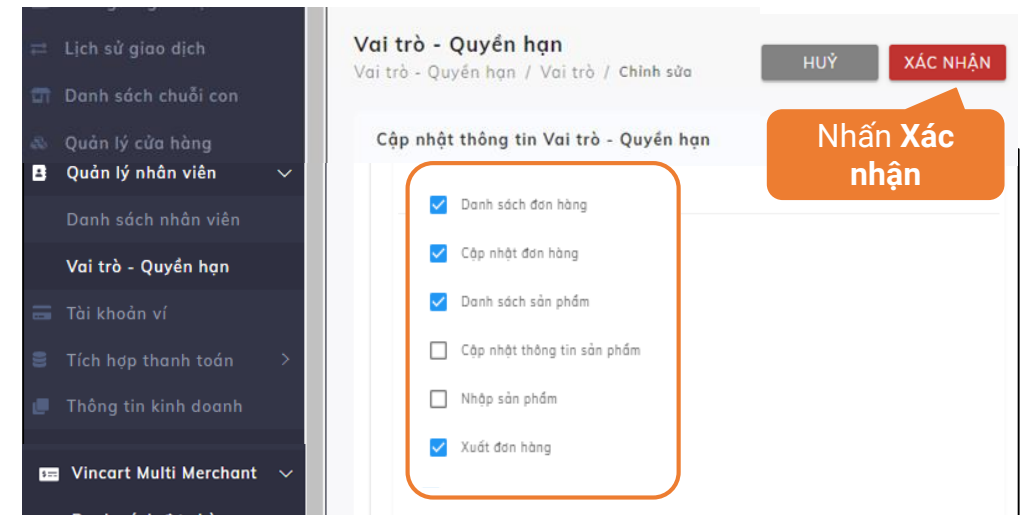 Lịch sử giao dịch
Danh sách chuỗi con
Quản lý cửa hàng
Quản lý nhân viên
Danh sách nhân viên
Vai trò - Quyền hạn
Tài khoản ví
Tích hợp thanh toán
Thông tin kinh doanh
Vincart Multi Merchant
Vai trò - Quyền hạn
Vai trò - Quyền hạn / Vai trò / Chỉnh sửa
HUỶ
XÁC NHẬN
Cập nhật thông tin Vai trò - Quyền hạn
Nhấn Xác
nhận
Danh sách đơn hàng
Cập nhật đơn hàng
Danh sách sản phẩm
Cập nhật thông tin sản phẩm
Nhập sản phẩm
Xuất đơn hàng